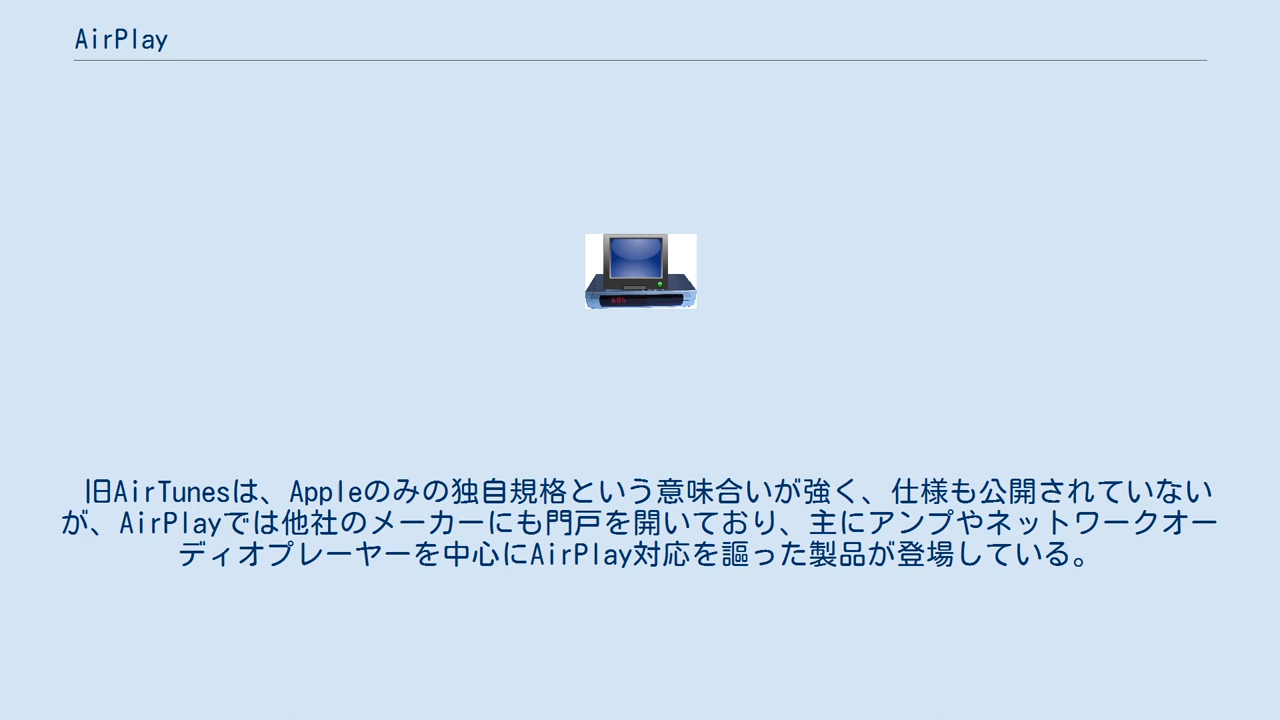 AirPlay
旧AirTunesは、Appleのみの独自規格という意味合いが強く、仕様も公開されていない
が、AirPlayでは他社のメーカーにも門戸を開いており、主にアンプやネットワークオー
ディオプレーヤーを中心にAirPlay対応を謳った製品が登場している。